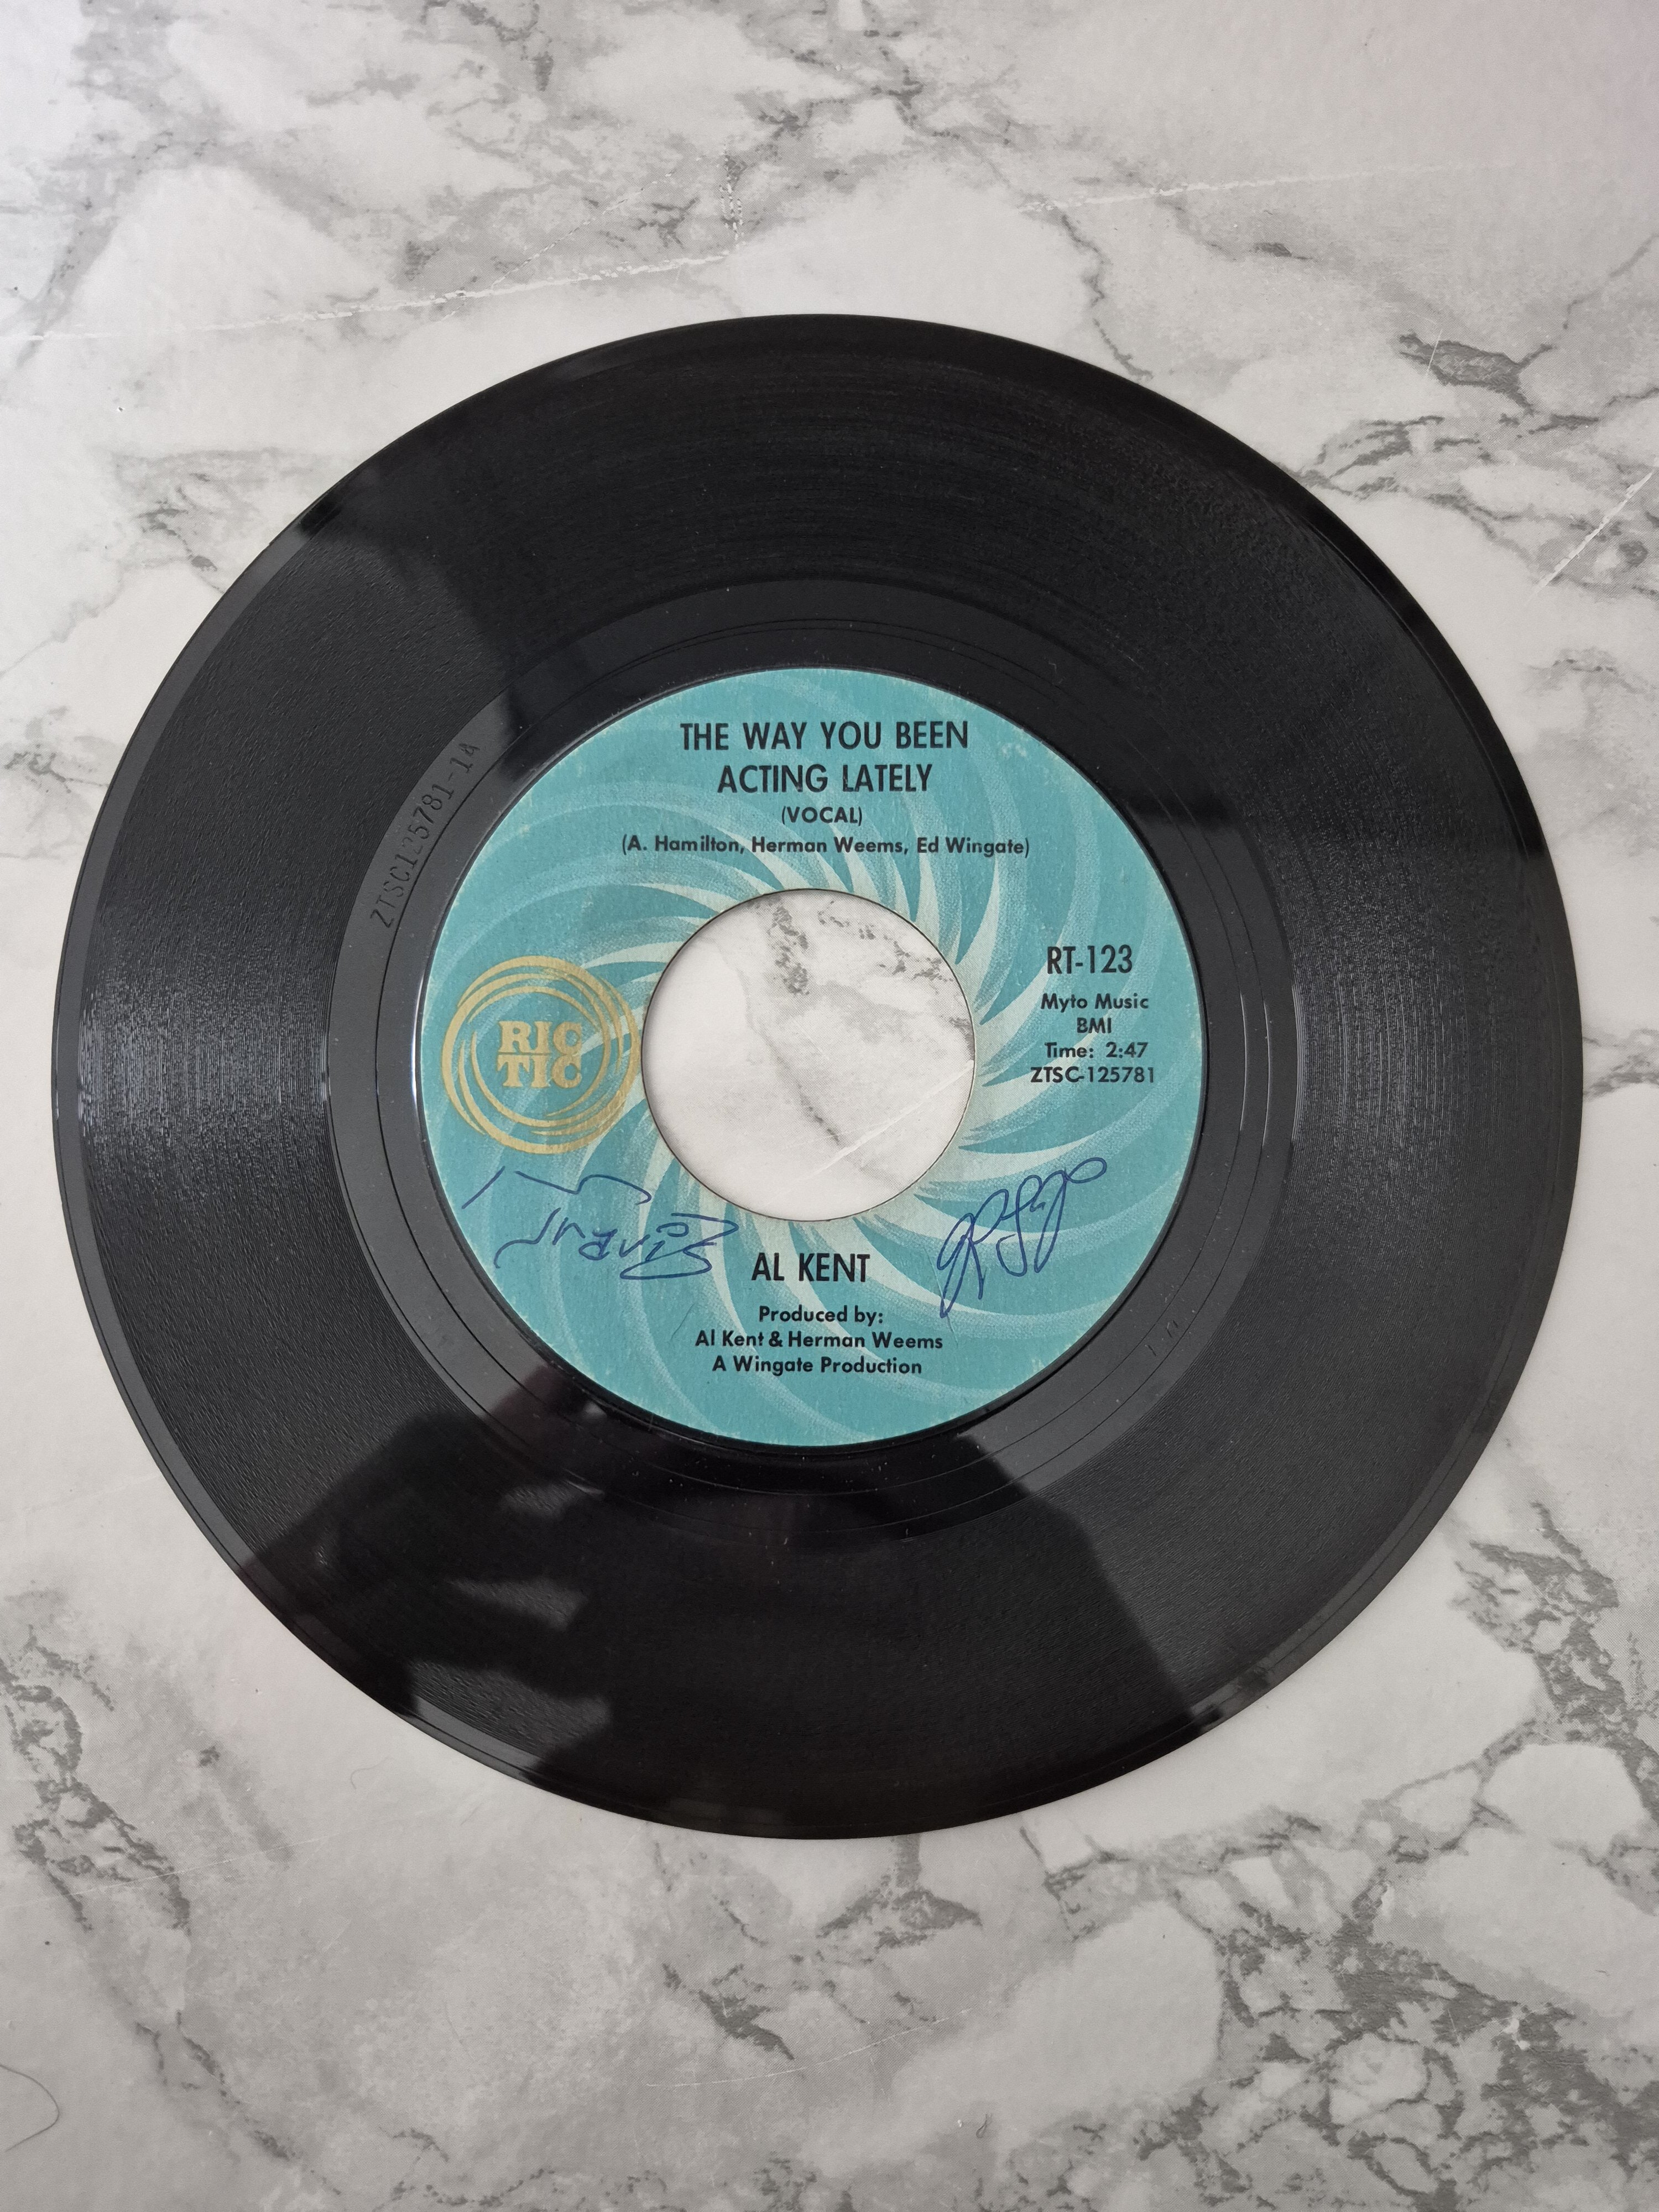 THE WAY YOU BEEN
ACTING LATELY
(VOCAL)
(A. Hamilton, Herman Weems, Ed Wingate)
RT-123
Myto Music
BMI
Time: 2:47
ZTSC-125781
RIC
TIC
AL KENT
Produced by:
Al Kent & Herman Weems
A Wingate Production
ZTSC125781-1A